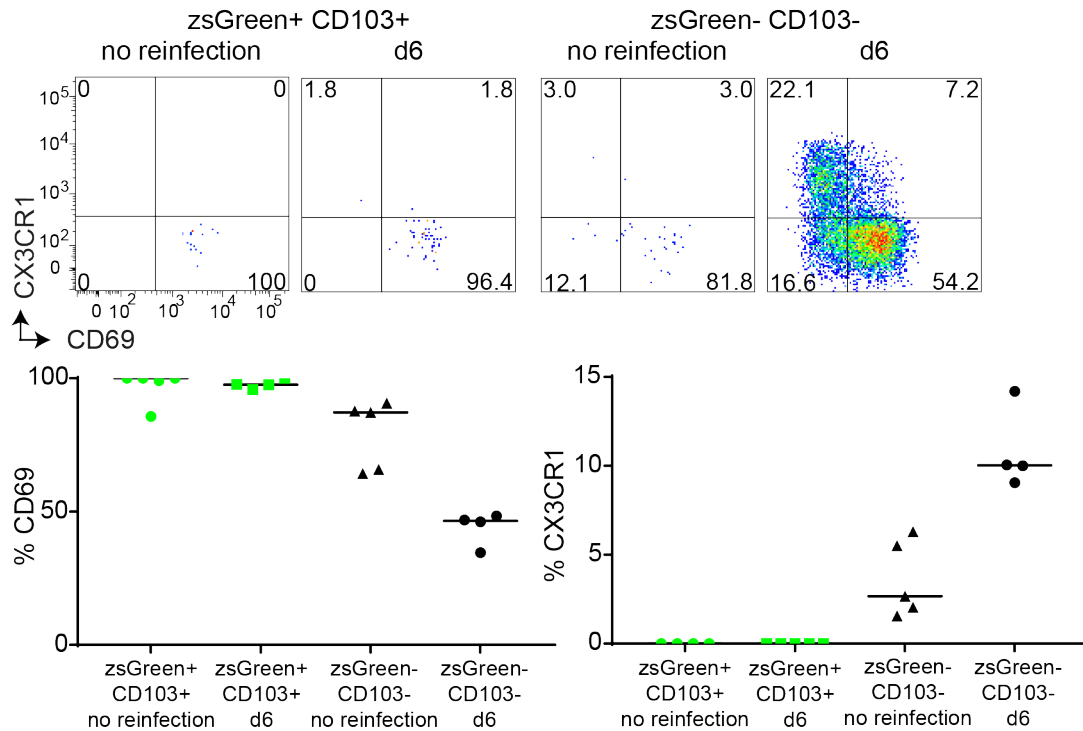 zsGreen+ CD103+ zsGreen- CD103-
no reinfection d6 no reinfection d6
0 0 1.8 1.8 3.0 3.0 22.1 7.2
0 100 0 96.4 12.1 81.8 16.6 54.2
10^5
10^4
10^3
10^2
0
CX3CR1
0 10^2 10^3 10^4 10^5
CD69
% CD69
100
50
0
zsGreen+ zsGreen+ zsGreen- zsGreen-
CD103+ CD103+ CD103- CD103-
no reinfection d6 no reinfection d6
% CX3CR1
15
10
5
0
zsGreen+ zsGreen+ zsGreen- zsGreen-
CD103+ CD103+ CD103- CD103-
no reinfection d6 no reinfection d6